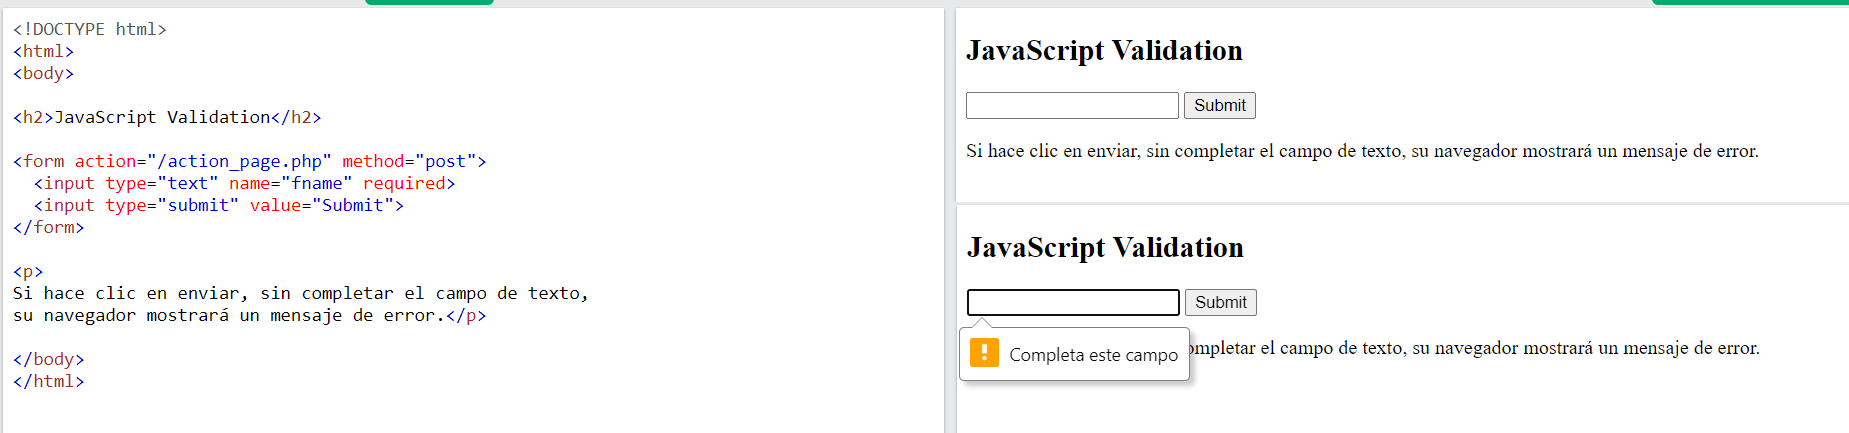 <!DOCTYPE html>
<html>
<body>
<h2>JavaScript Validation</h2>
<form action="/action_page.php" method="post">
  <input type="text" name="fname" required>
  <input type="submit" value="Submit">
</form>
<p>
Si hace clic en enviar, sin completar el campo de texto,
su navegador mostrará un mensaje de error.</p>
</body>
</html>
JavaScript Validation
Submit
Si hace clic en enviar, sin completar el campo de texto, su navegador mostrará un mensaje de error.
JavaScript Validation
Submit
Completa este campo
ompletar el campo de texto, su navegador mostrará un mensaje de error.